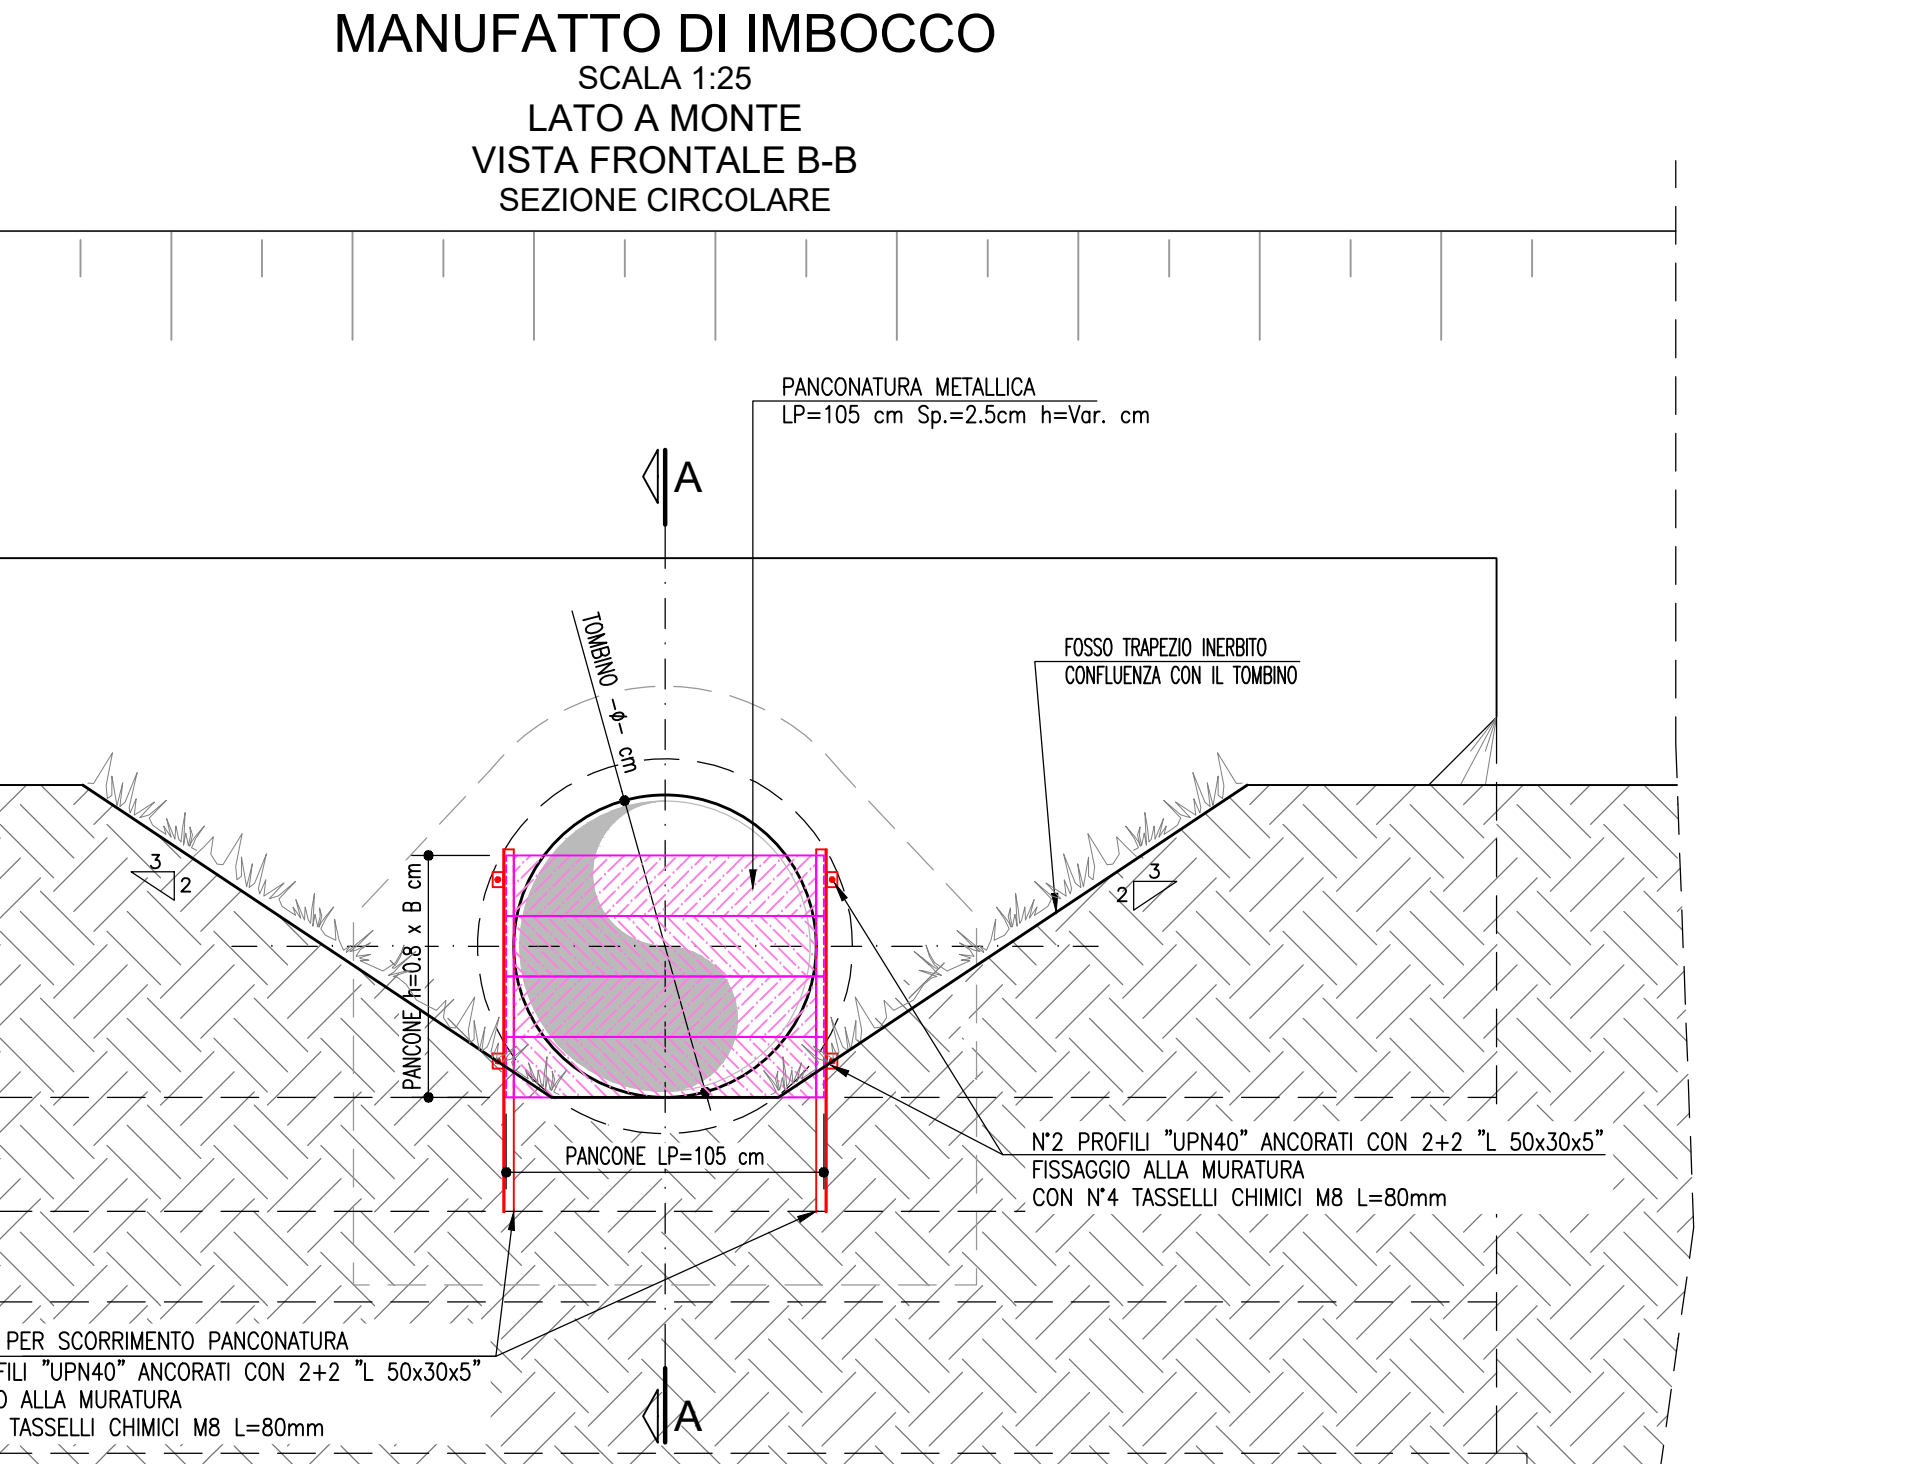 MANUFATTO DI IMBOCCO
SCALA 1:25
LATO A MONTE
VISTA FRONTALE B-B
SEZIONE CIRCOLARE
PANCONATURA METALLICA
LP=105 cm Sp.=2.5cm h=Var. cm
A
TOMBINO -ø- cm
FOSSO TRAPEZIO INERBITO
CONFLUENZA CON IL TOMBINO
3
2
3
2
PANCONE h=0.8 x B cm
PANCONE LP=105 cm
N°2 PROFILI "UPN40" ANCORATI CON 2+2 "L 50x30x5"
FISSAGGIO ALLA MURATURA
CON N°4 TASSELLI CHIMICI M8 L=80mm
PER SCORRIMENTO PANCONATURA
FILI "UPN40" ANCORATI CON 2+2 "L 50x30x5"
O ALLA MURATURA
TASSELLI CHIMICI M8 L=80mm
A